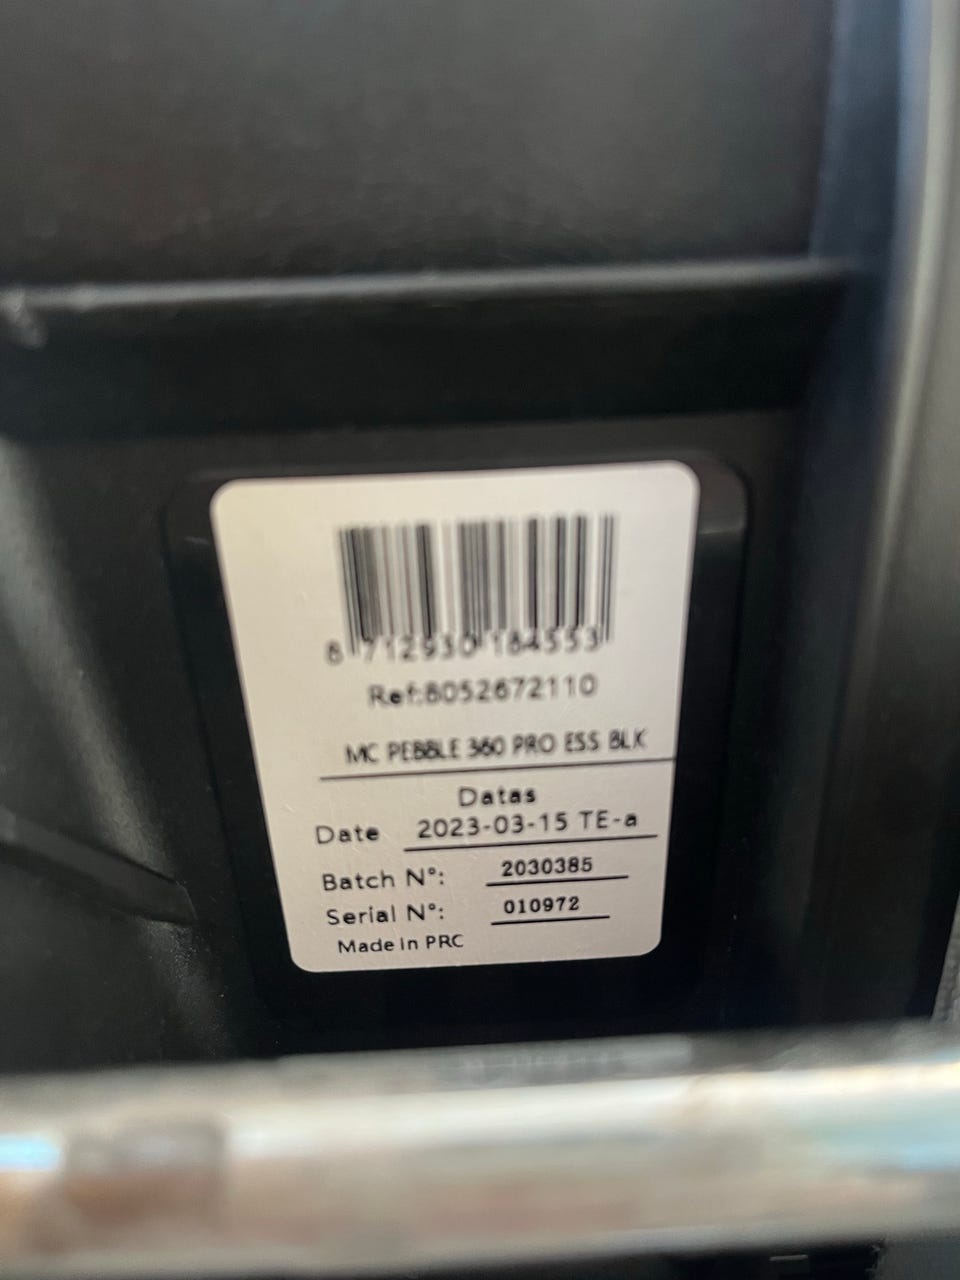 8 712930 184553
Ref:8052672110
MC PEBBLE 360 PRO ESS BLK
Datas
Date 2023-03-15 TE-a
Batch N°: 2030385
Serial N°: 010972
Made in PRC